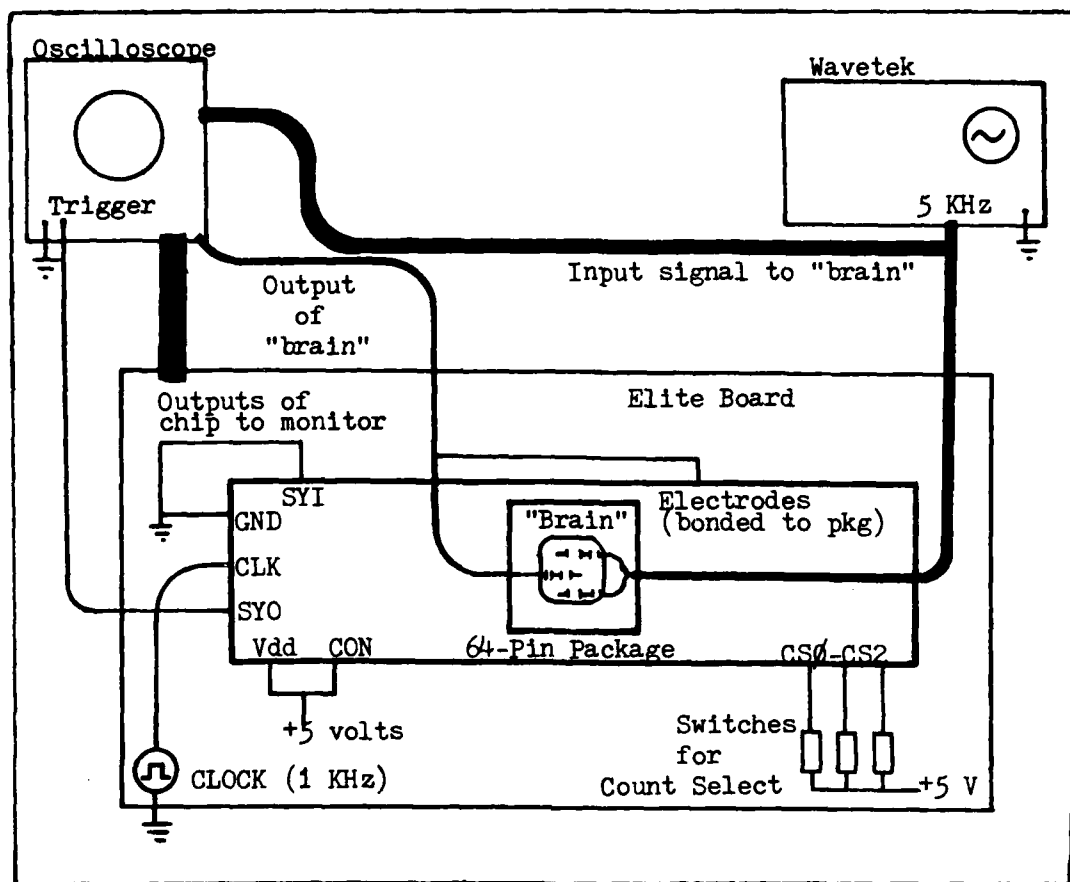 Oscilloscope
Wavetek
Trigger
5 KHz
Input signal to "brain"
Output
of
"brain"
Elite Board
Outputs of
chip to monitor
SYI
Electrodes
(bonded to pkg)
GND
"Brain"
CLK
SYO
Vdd CON
64-Pin Package
CSØ-CS2
+5 volts
Switches
for
Count Select
+5 V
CLOCK (1 KHz)